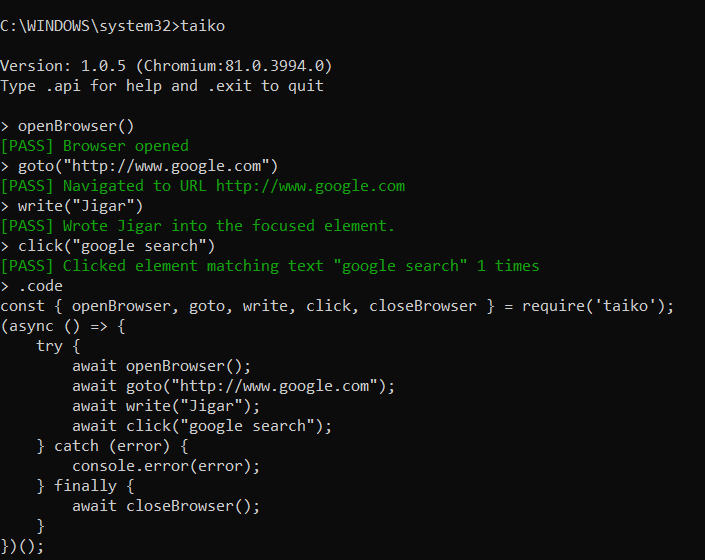 C:\WINDOWS\system32>taiko
Version: 1.0.5 (Chromium:81.0.3994.0)
Type .api for help and .exit to quit
> openBrowser()
[PASS] Browser opened
> goto("http://www.google.com")
[PASS] Navigated to URL http://www.google.com
> write("Jigar")
[PASS] Wrote Jigar into the focused element.
> click("google search")
[PASS] Clicked element matching text "google search" 1 times
> .code
const { openBrowser, goto, write, click, closeBrowser } = require('taiko');
(async () => {
    try {
        await openBrowser();
        await goto("http://www.google.com");
        await write("Jigar");
        await click("google search");
    } catch (error) {
        console.error(error);
    } finally {
        await closeBrowser();
    }
})();